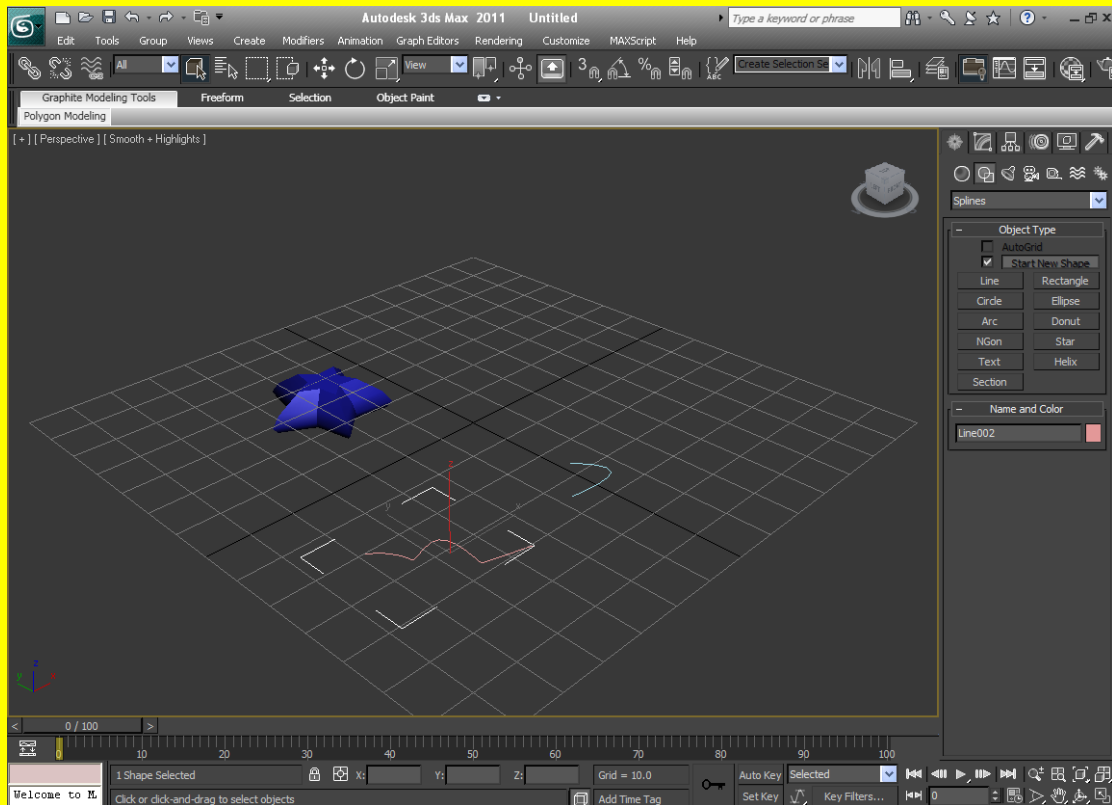 Autodesk 3ds Max 2011 Untitled
Type a keyword or phrase
Edit Tools Group Views Create Modifiers Animation Graph Editors Rendering Customize MAXScript Help
All View 3 Create Selection Se
Graphite Modeling Tools Freeform Selection Object Paint
Polygon Modeling
[ + ] [ Perspective ] [ Smooth + Highlights ]
Splines
Object Type
AutoGrid
Start New Shape
Line Rectangle
Circle Ellipse
Arc Donut
NGon Star
Text Helix
Section
Name and Color
Line002
z
y x
z
y x
< 0 / 100 >
0 10 20 30 40 50 60 70 80 90 100
1 Shape Selected X: Y: Z: Grid = 10.0 Auto Key Selected
Welcome to M Click or click-and-drag to select objects Add Time Tag Set Key Key Filters... 0